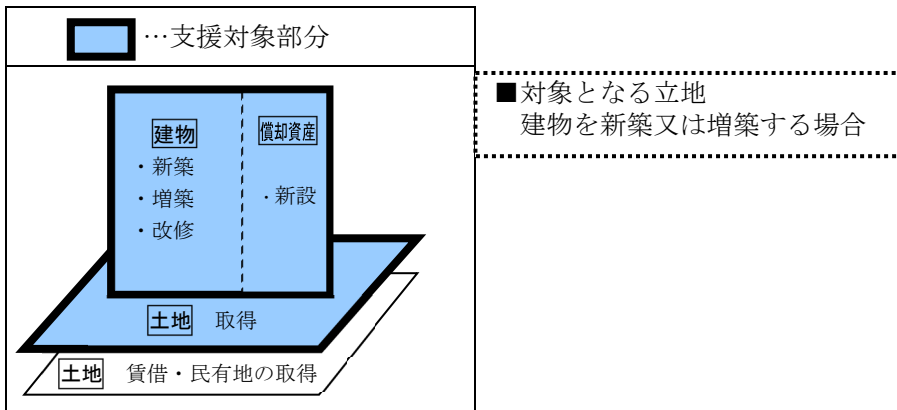 …支援対象部分
■対象となる立地
建物を新築又は増築する場合
建物
・新築
・増築
・改修
償却資産
・新設
土地 取得
土地 賃借・民有地の取得